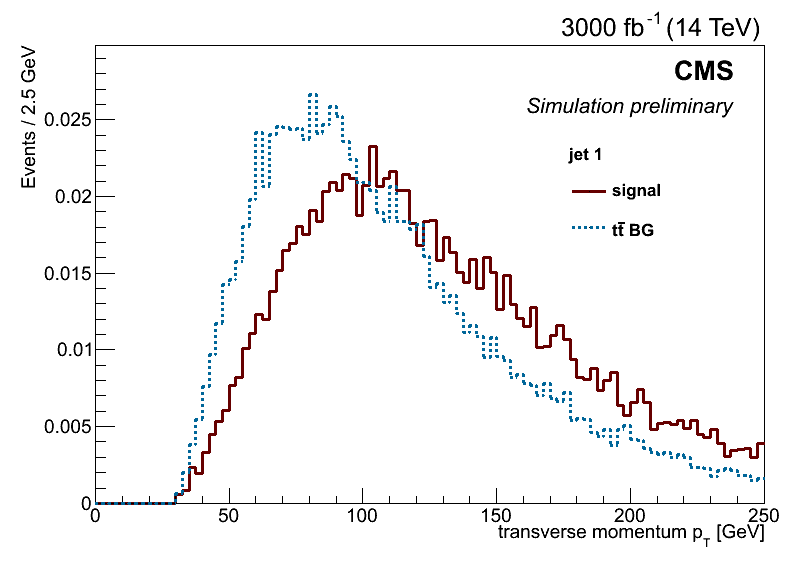 3000 fb⁻¹ (14 TeV)
CMS
Simulation preliminary
jet 1
signal
tt̄ BG
Events / 2.5 GeV
0.025
0.02
0.015
0.01
0.005
0
0 50 100 150 200 250
transverse momentum p_T [GeV]